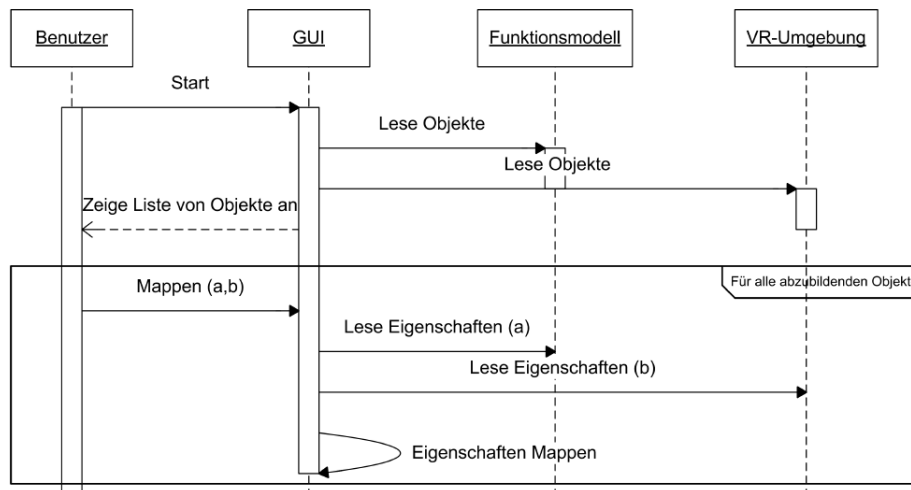 Benutzer
GUI
Funktionsmodell
VR-Umgebung
Start
Lese Objekte
Lese Objekte
Zeige Liste von Objekte an
Für alle abzubildenden Objekt
Mappen (a,b)
Lese Eigenschaften (a)
Lese Eigenschaften (b)
Eigenschaften Mappen